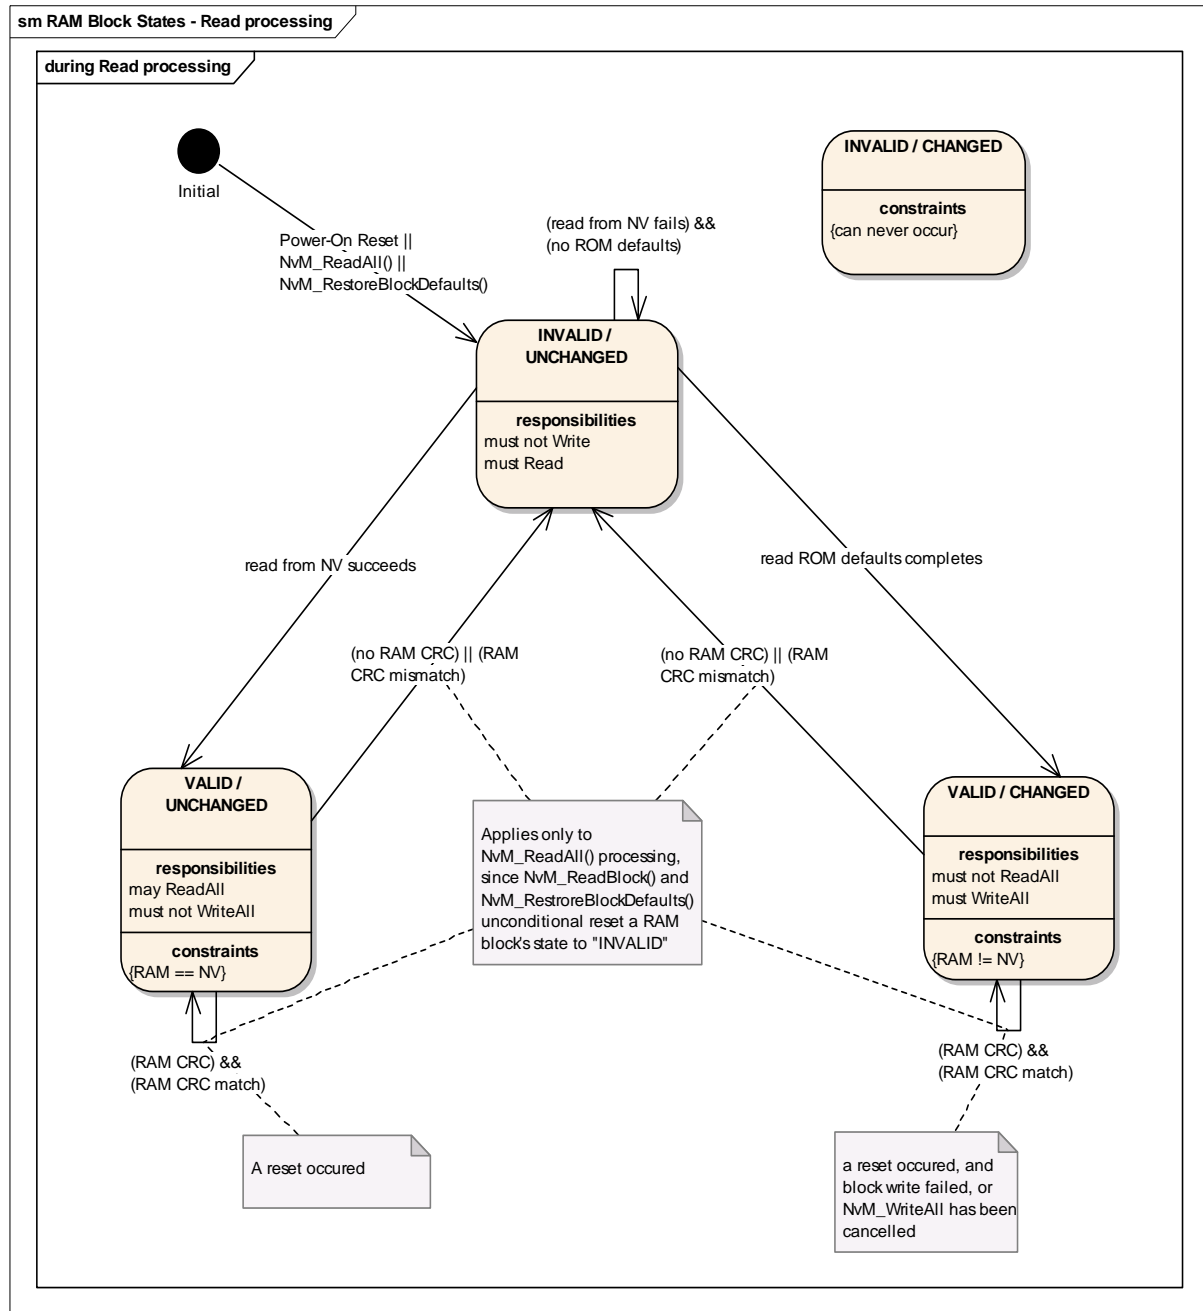 sm RAM Block States - Read processing
during Read processing
Initial
INVALID / CHANGED
constraints
{can never occur}
Power-On Reset ||
NvM_ReadAll() ||
NvM_RestoreBlockDefaults()
(read from NV fails) &&
(no ROM defaults)
INVALID /
UNCHANGED
responsibilities
must not Write
must Read
read from NV succeeds
read ROM defaults completes
(no RAM CRC) || (RAM
CRC mismatch)
(no RAM CRC) || (RAM
CRC mismatch)
VALID /
UNCHANGED
responsibilities
may ReadAll
must not WriteAll
constraints
{RAM == NV}
Applies only to
NvM_ReadAll() processing,
since NvM_ReadBlock() and
NvM_RestroreBlockDefaults()
unconditional reset a RAM
block's state to "INVALID"
VALID / CHANGED
responsibilities
must not ReadAll
must WriteAll
constraints
{RAM != NV}
(RAM CRC) &&
(RAM CRC match)
(RAM CRC) &&
(RAM CRC match)
A reset occured
a reset occured, and
block write failed, or
NvM_WriteAll has been
cancelled